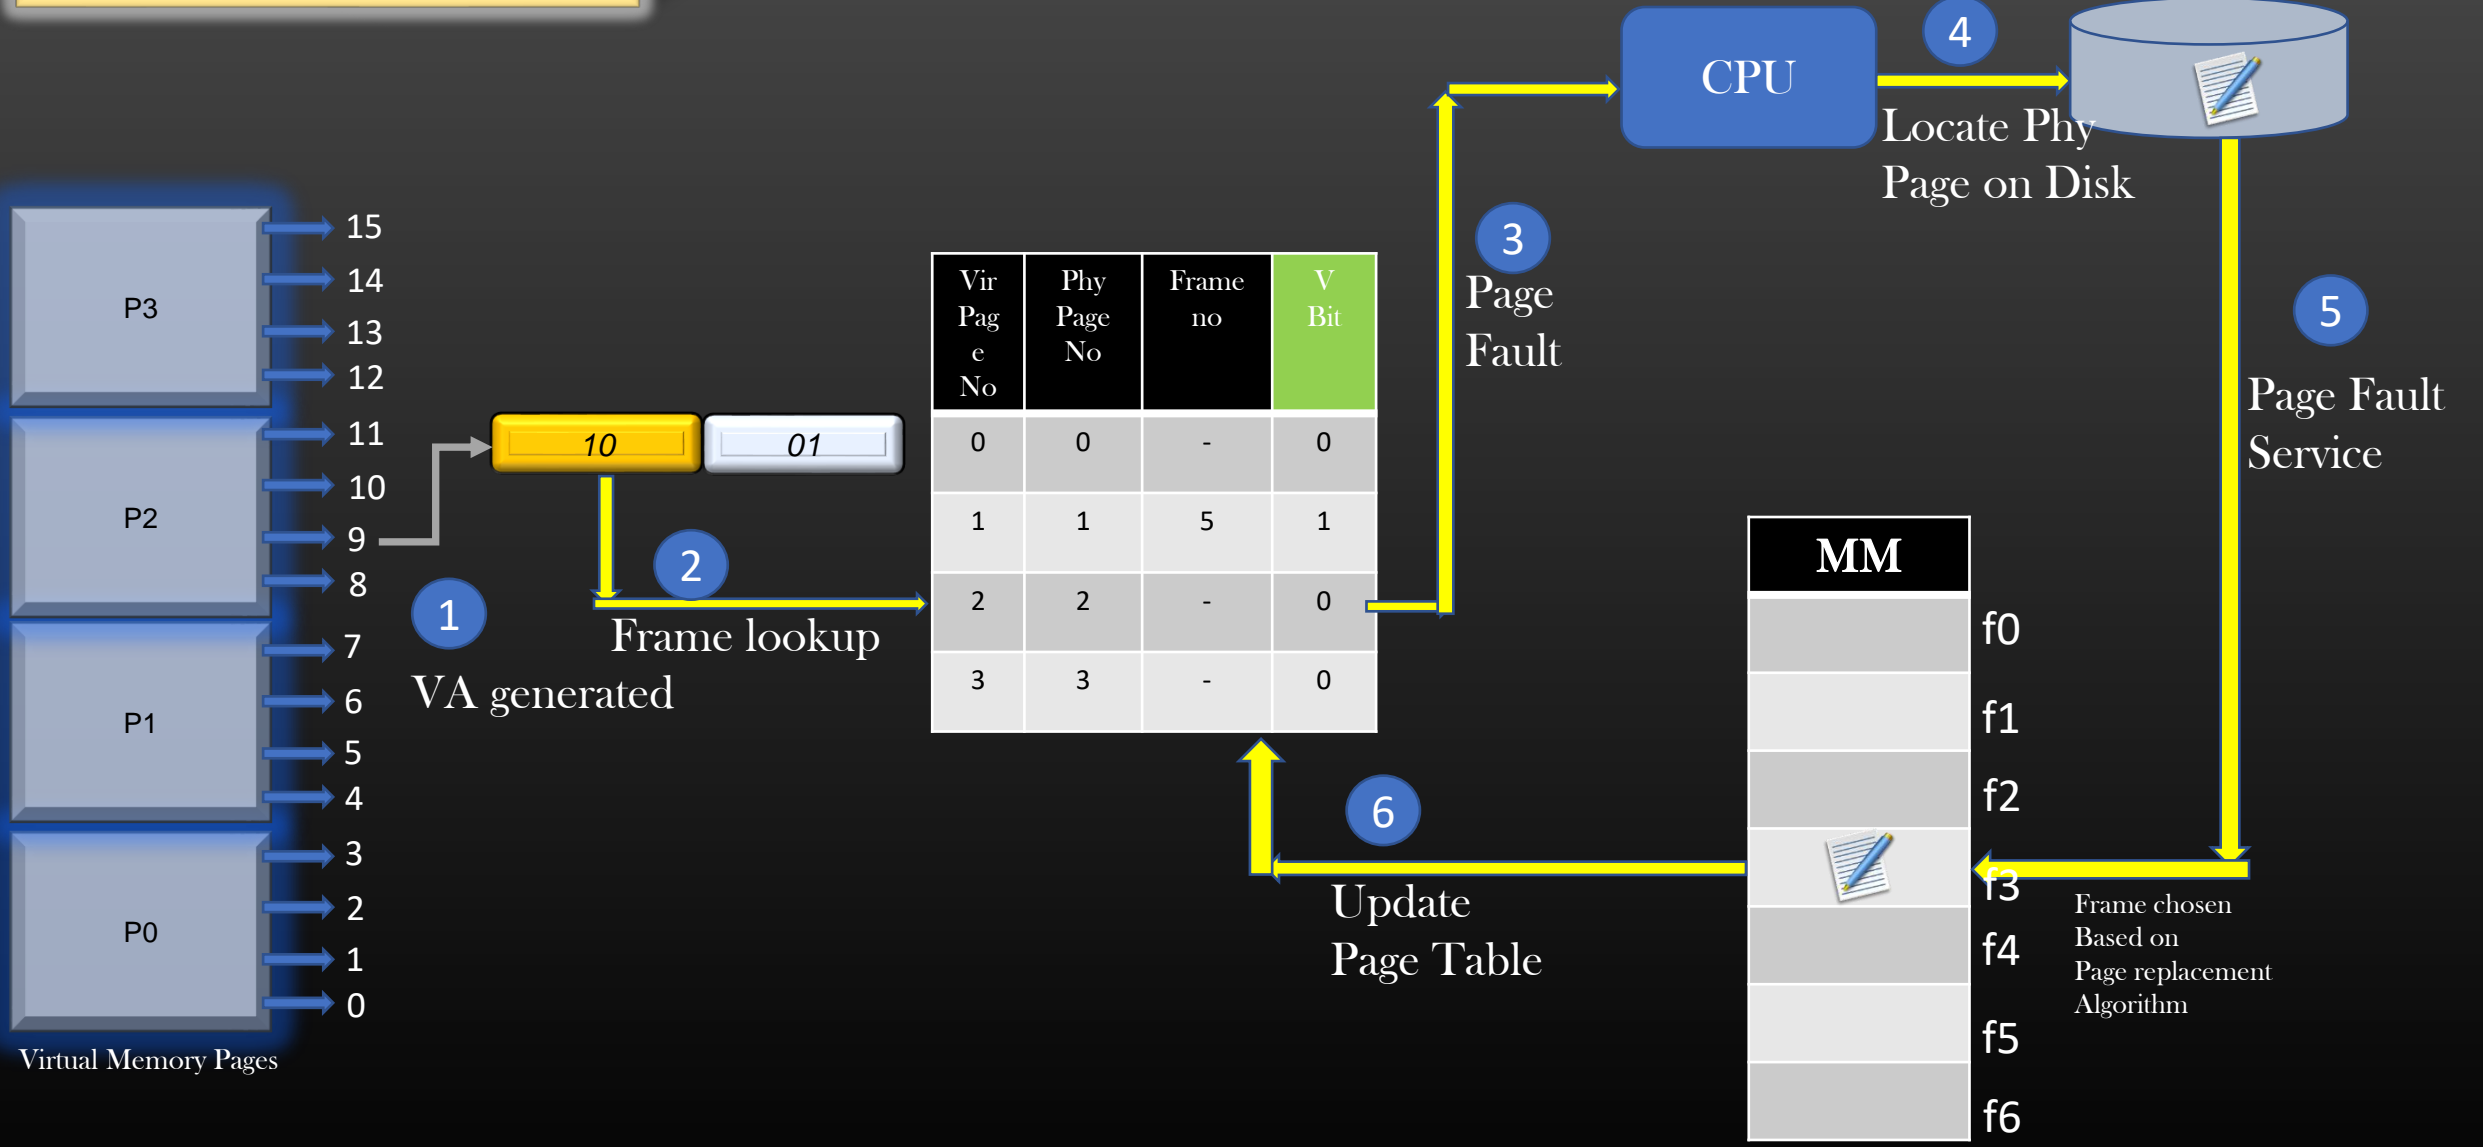 CPU
4
Locate Phy
Page on Disk
3
Page
Fault
5
Page Fault
Service
P3
15
14
13
12
P2
11
10
9
8
P1
7
6
5
4
P0
3
2
1
0
Virtual Memory Pages
10 01
1
VA generated
2
Frame lookup
Vir
Pag
e
No
Phy
Page
No
Frame
no
V
Bit
0 0 - 0
1 1 5 1
2 2 - 0
3 3 - 0
6
Update
Page Table
MM
f0
f1
f2
f3
f4
f5
f6
Frame chosen
Based on
Page replacement
Algorithm